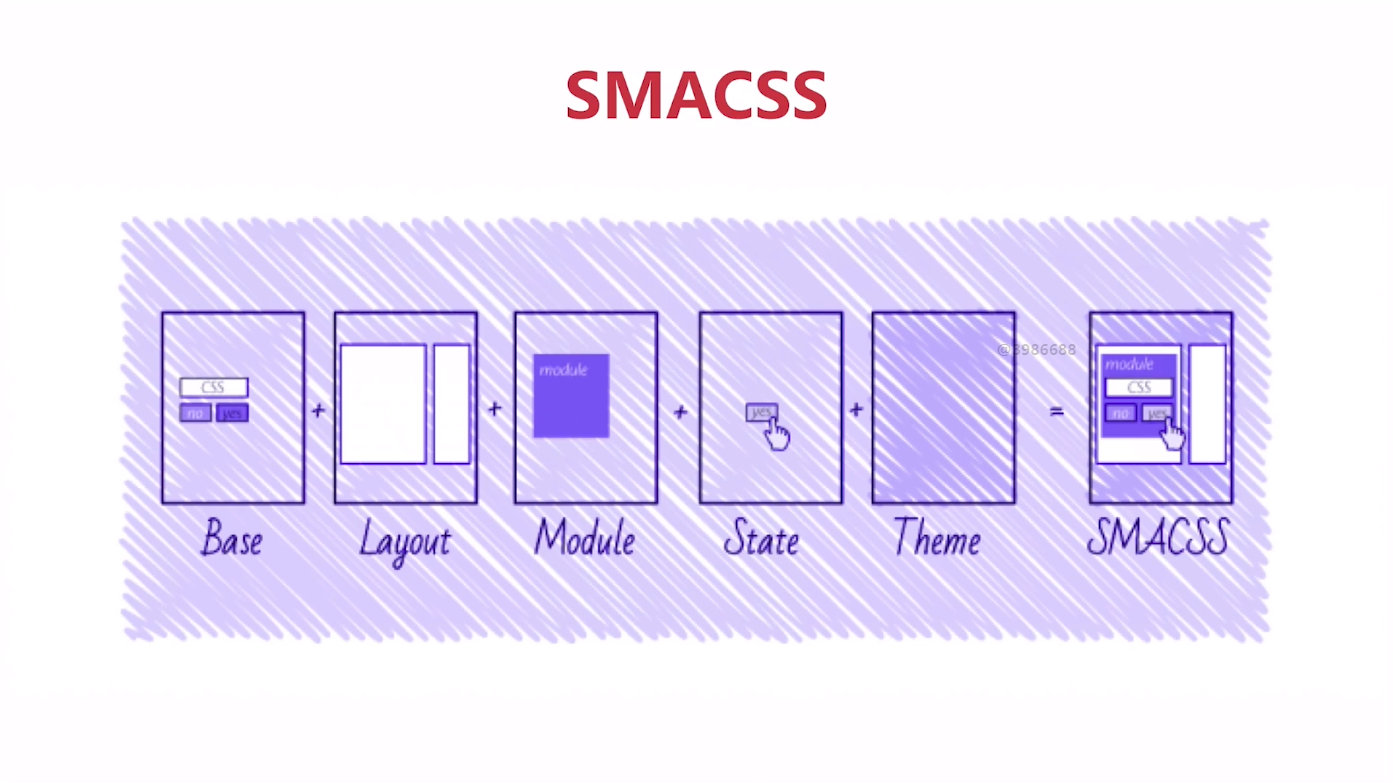 SMACSS
CSS
no yes
+
+
module
+
yes
+
@3986688
=
module
CSS
no yes
Base
Layout
Module
State
Theme
SMACSS